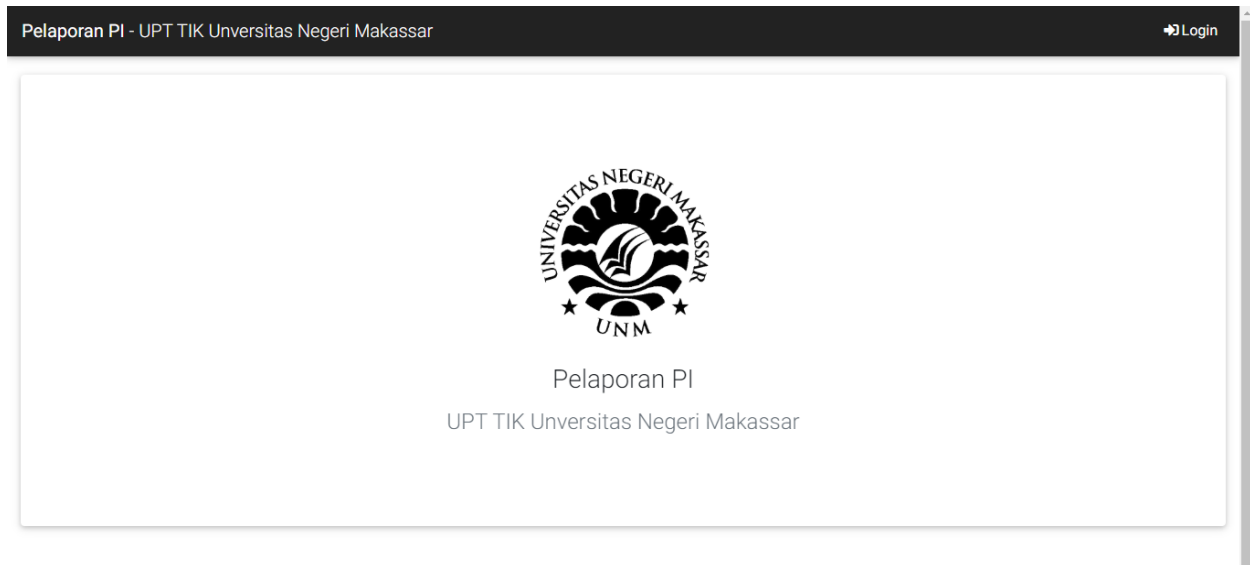 Pelaporan PI - UPT TIK Unversitas Negeri Makassar
Login
UNIVERSITAS NEGERI MAKASSAR
UNM
Pelaporan PI
UPT TIK Unversitas Negeri Makassar